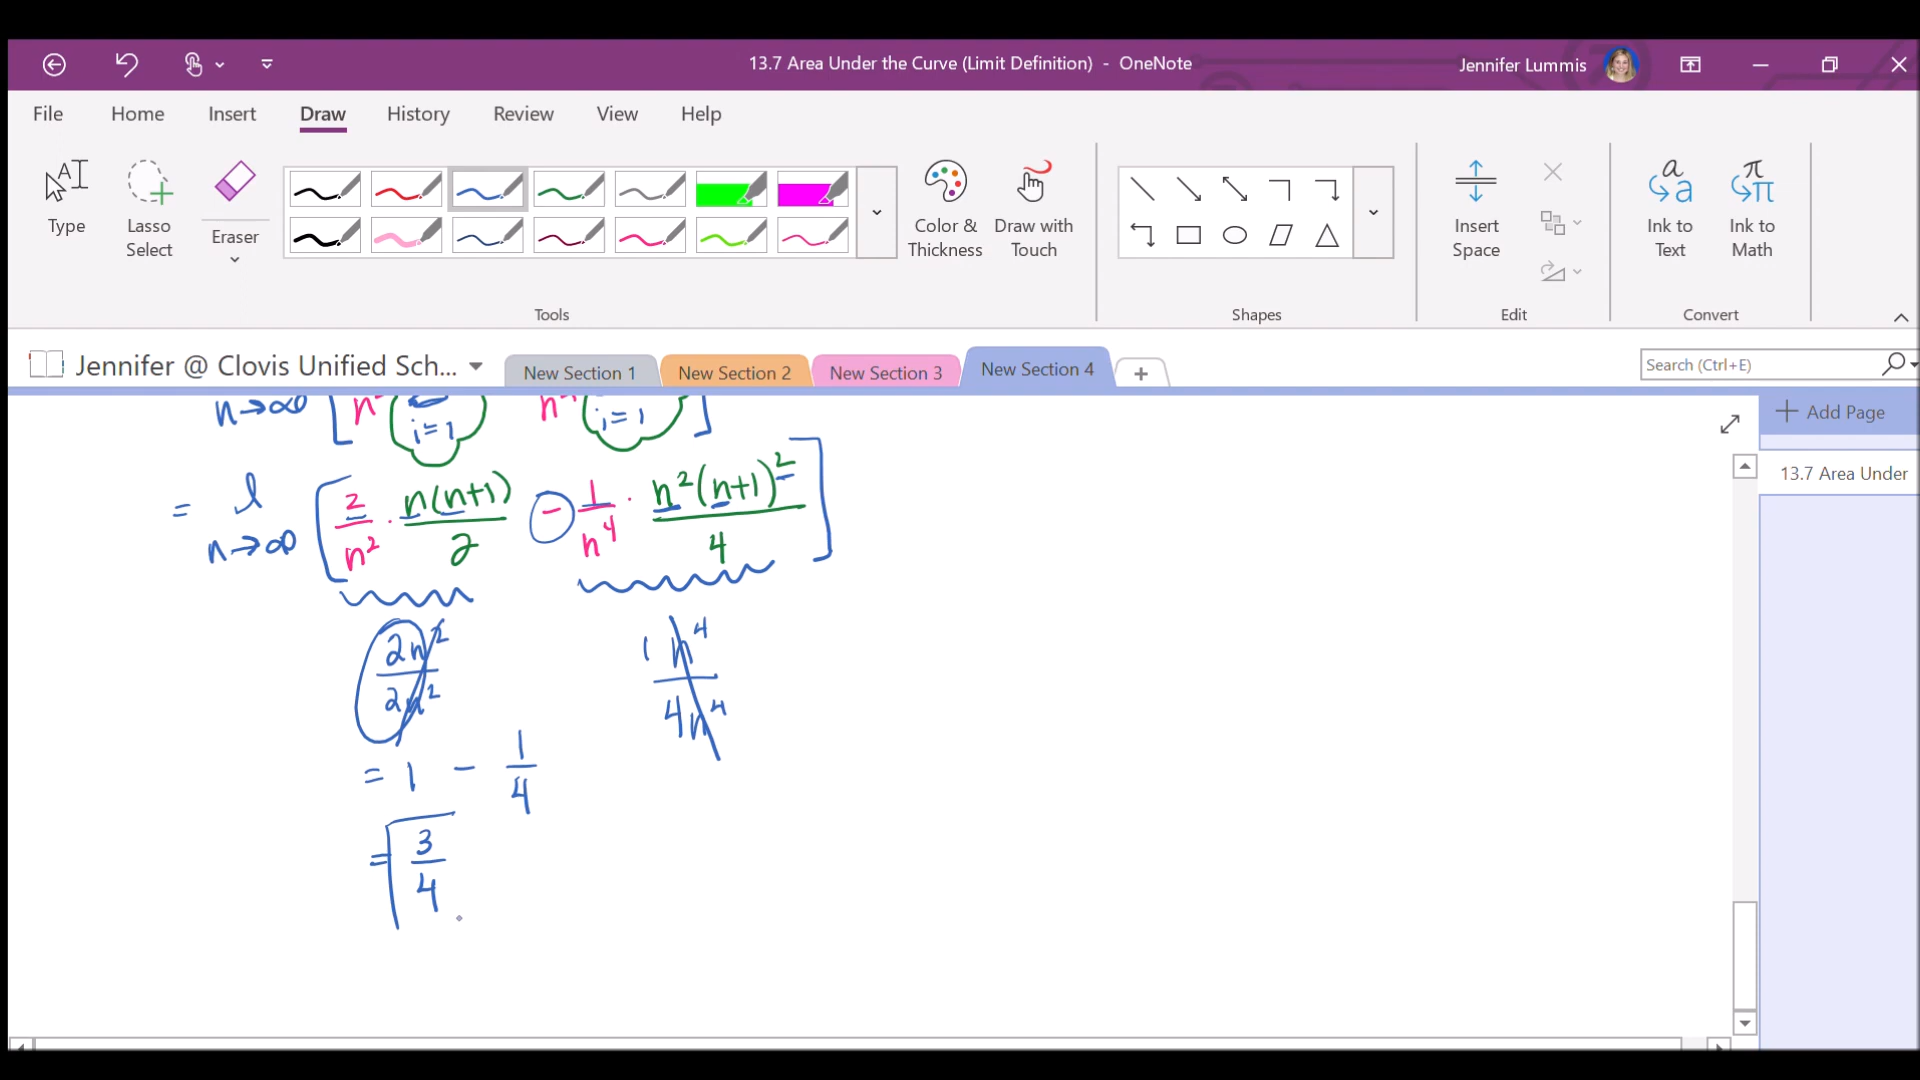 13.7 Area Under the Curve (Limit Definition) - OneNote
Jennifer Lummis
File Home Insert Draw History Review View Help
Type
Lasso Select
Eraser
Color & Thickness
Draw with Touch
Insert Space
Ink to Text
Ink to Math
Tools Shapes Edit Convert
Jennifer @ Clovis Unified Sch... New Section 1 New Section 2 New Section 3 New Section 4 +
Search (Ctrl+E)
+ Add Page
13.7 Area Under
n→∞ [ i=1 i=1 ]
= l n→∞ [ 2/n² · n(n+1)/2 - 1/n⁴ · n²(n+1)²/4 ]
2n²/2n² 1n⁴/4n⁴
= 1 - 1/4
= 3/4